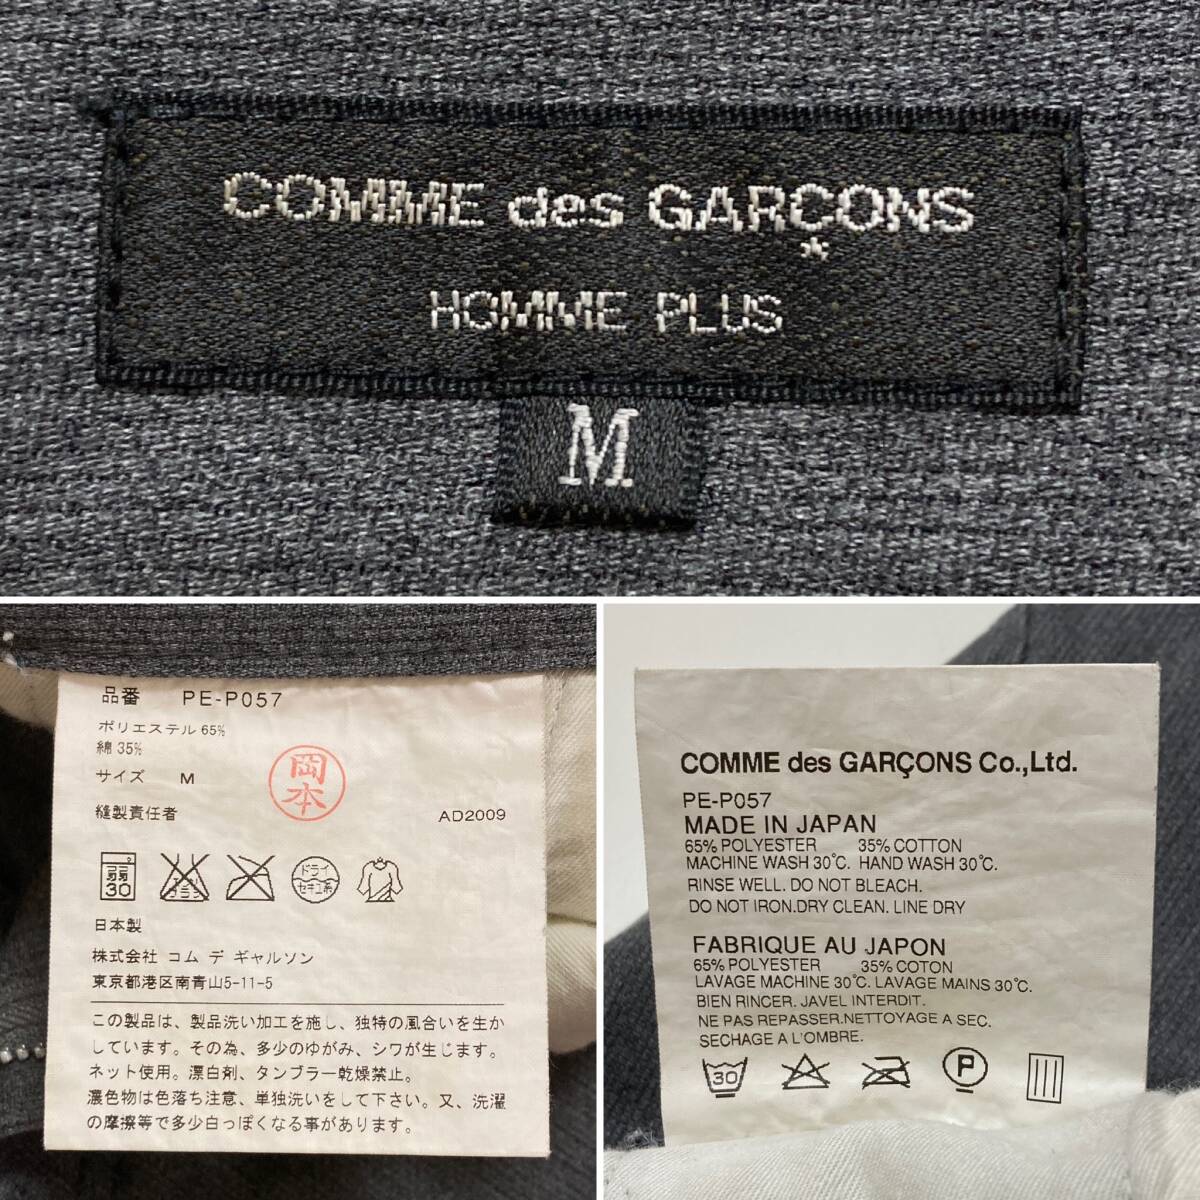 COMME des GARÇONS
HOMME PLUS
M
品番 PE-P057
ポリエステル 65%
綿 35%
サイズ M
岡本
縫製責任者 AD2009
弱
30
ドライ
セキユ系
日本製
株式会社 コム デ ギャルソン
東京都港区南青山5-11-5
この製品は、製品洗い加工を施し、独特の風合いを生か
しています。その為、多少のゆがみ、シワが生じます。
ネット使用。漂白剤、タンブラー乾燥禁止。
濃色物は色落ち注意、単独洗いをして下さい。又、洗濯
の摩擦等で多少白っぽくなる事があります。
COMME des GARÇONS Co.,Ltd.
PE-P057
MADE IN JAPAN
65% POLYESTER 35% COTTON
MACHINE WASH 30℃. HAND WASH 30℃.
RINSE WELL. DO NOT BLEACH.
DO NOT IRON.DRY CLEAN. LINE DRY
FABRIQUE AU JAPON
65% POLYESTER 35% COTON
LAVAGE MACHINE 30℃. LAVAGE MAINS 30℃.
BIEN RINCER. JAVEL INTERDIT.
NE PAS REPASSER.NETTOYAGE A SEC.
SECHAGE A L'OMBRE.
30
P